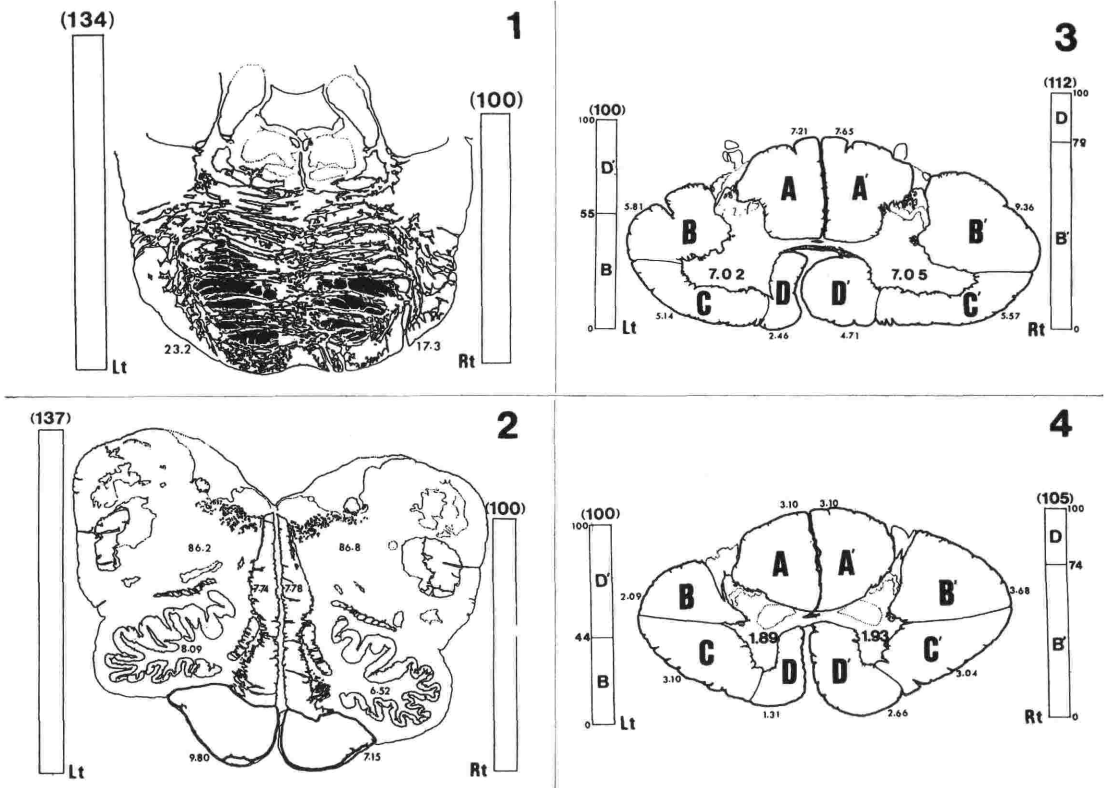 1
(134)
(100)
23.2
17.3
Lt
Rt
3
(100)
(112)
100
D'
55
B
0
Lt
100
D
79
B'
0
Rt
7.21
7.65
A
A'
5.81
B
B'
9.36
7.02
7.05
C
D
D'
C'
5.14
2.46
4.71
5.57
2
(137)
(100)
86.2
86.8
7.74
7.78
8.09
6.52
9.80
7.15
Lt
Rt
4
(100)
(105)
100
D'
44
B
0
Lt
100
D
74
B'
0
Rt
3.10
3.10
A
A'
2.09
B
B'
3.68
1.89
1.93
C
D
D'
C'
3.10
1.31
2.66
3.04